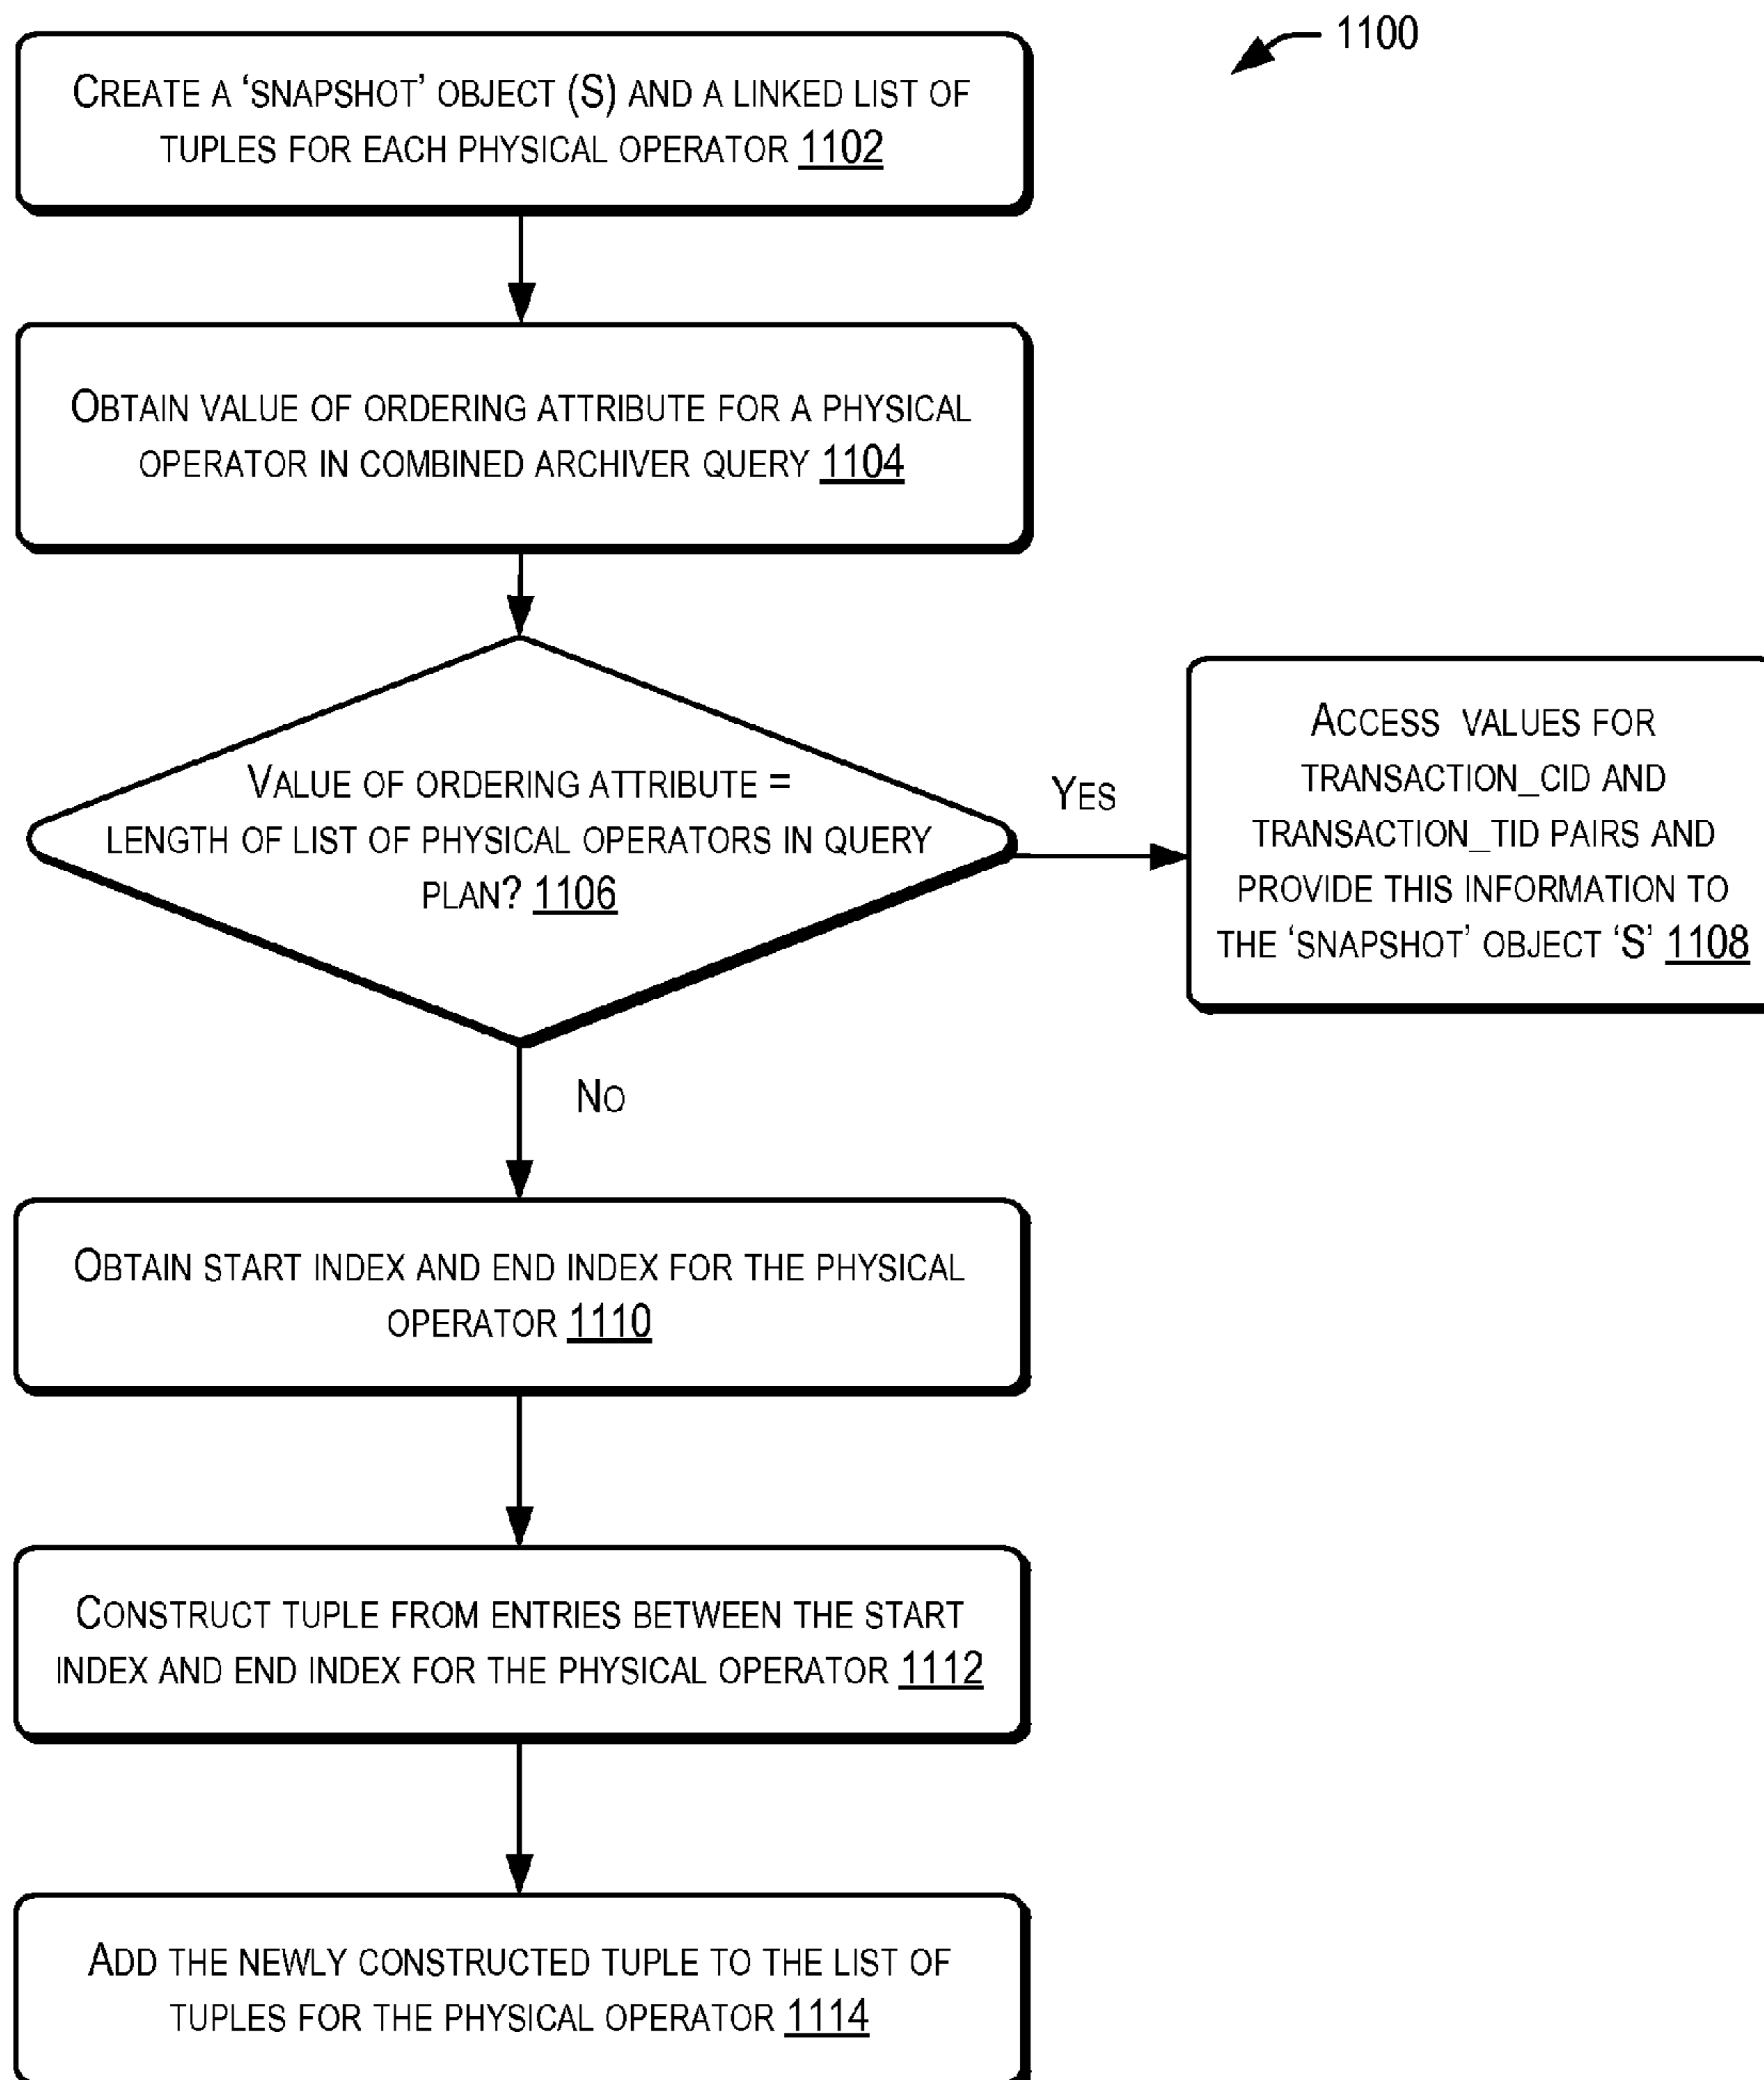 1100
CREATE A ‘SNAPSHOT’ OBJECT (S) AND A LINKED LIST OF
TUPLES FOR EACH PHYSICAL OPERATOR 1102
OBTAIN VALUE OF ORDERING ATTRIBUTE FOR A PHYSICAL
OPERATOR IN COMBINED ARCHIVER QUERY 1104
VALUE OF ORDERING ATTRIBUTE =
LENGTH OF LIST OF PHYSICAL OPERATORS IN QUERY
PLAN? 1106
YES
ACCESS VALUES FOR
TRANSACTION_CID AND
TRANSACTION_TID PAIRS AND
PROVIDE THIS INFORMATION TO
THE ‘SNAPSHOT’ OBJECT ‘S’ 1108
NO
OBTAIN START INDEX AND END INDEX FOR THE PHYSICAL
OPERATOR 1110
CONSTRUCT TUPLE FROM ENTRIES BETWEEN THE START
INDEX AND END INDEX FOR THE PHYSICAL OPERATOR 1112
ADD THE NEWLY CONSTRUCTED TUPLE TO THE LIST OF
TUPLES FOR THE PHYSICAL OPERATOR 1114